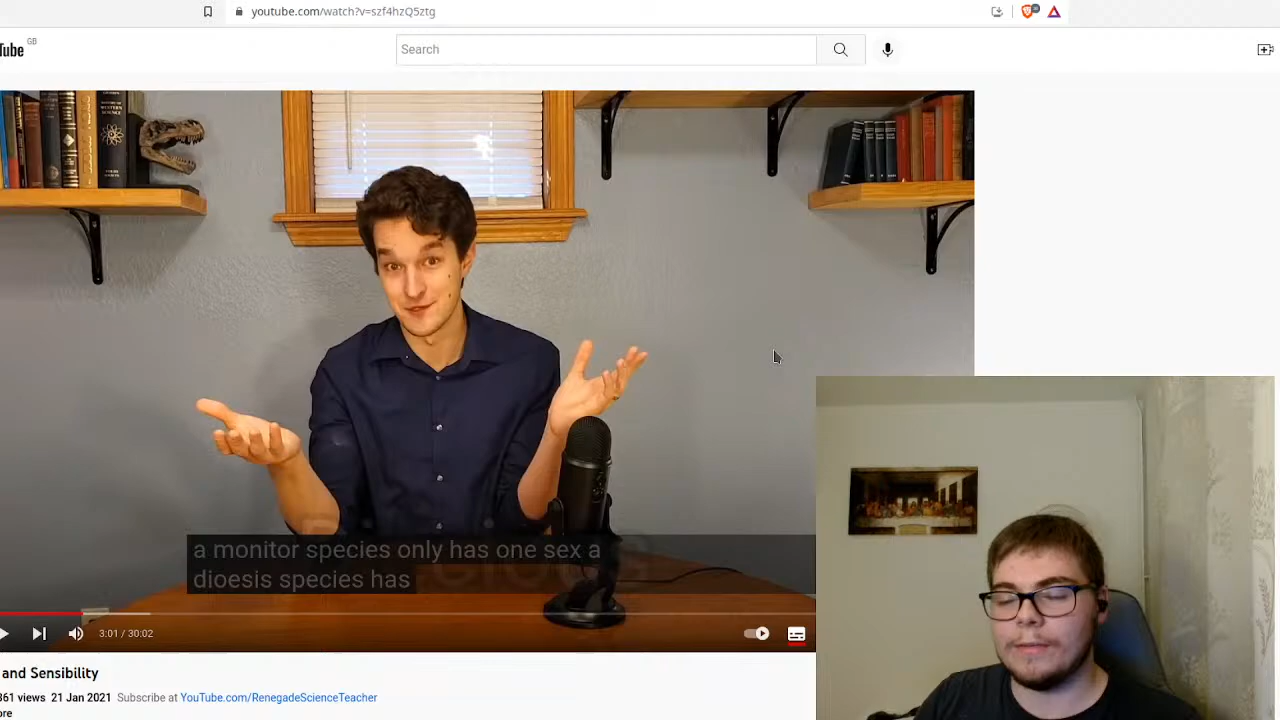 youtube.com/watch?v=szf4hzQ5ztg
Tube GB
Search
a monitor species only has one sex a
dioesis species has
3:01 / 30:02
and Sensibility
361 views 21 Jan 2021 Subscribe at YouTube.com/RenegadeScienceTeacher
ore